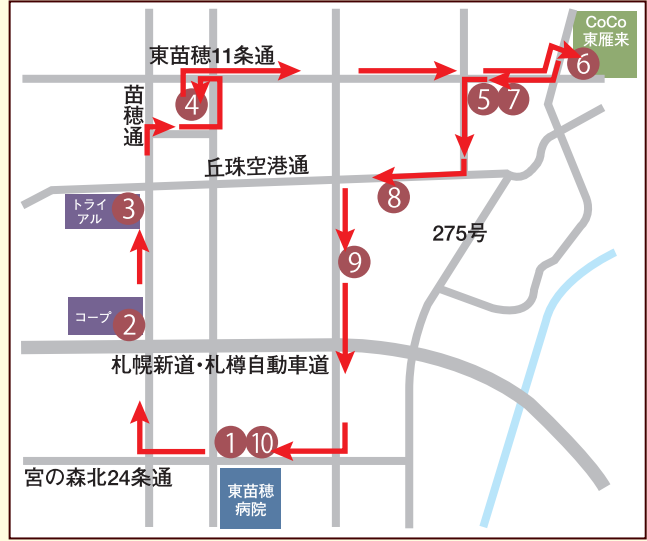 CoCo
東雁来
東苗穂11条通
6
苗穂通
4
5
7
丘珠空港通
トライ
アル
3
8
275号
9
コープ
2
札幌新道・札樽自動車道
1
10
宮の森北24条通
東苗穂
病院